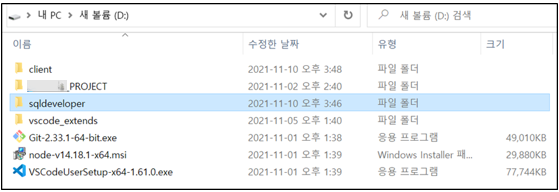 내 PC > 새 볼륨 (D:) 새 볼륨 (D:) 검색
이름 수정한 날짜 유형 크기
client 2021-11-10 오후 3:48 파일 폴더
_PROJECT 2021-11-02 오후 2:40 파일 폴더
sqldeveloper 2021-11-10 오후 3:46 파일 폴더
vscode_extends 2021-11-05 오후 1:40 파일 폴더
Git-2.33.1-64-bit.exe 2021-11-01 오후 1:38 응용 프로그램 49,010KB
node-v14.18.1-x64.msi 2021-11-01 오후 1:39 Windows Installer 패... 29,880KB
VSCodeUserSetup-x64-1.61.0.exe 2021-11-01 오후 1:39 응용 프로그램 77,744KB